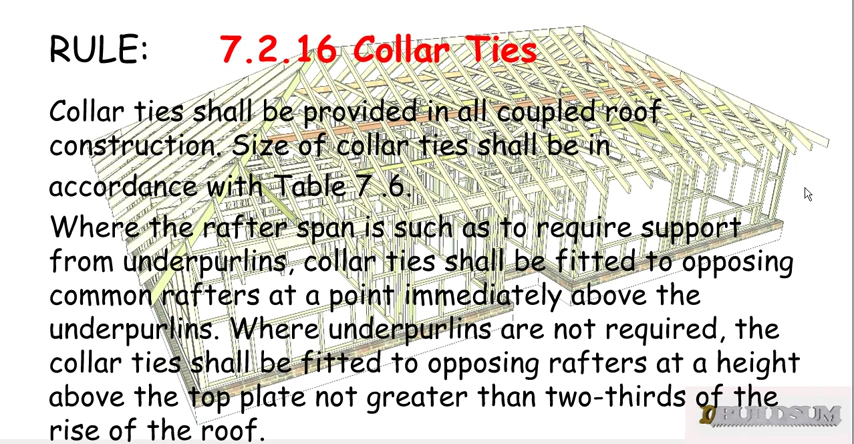 RULE: 7.2.16 Collar Ties
Collar ties shall be provided in all coupled roof
construction. Size of collar ties shall be in
accordance with Table 7 .6.
Where the rafter span is such as to require support
from underpurlins, collar ties shall be fitted to opposing
common rafters at a point immediately above the
underpurlins. Where underpurlins are not required, the
collar ties shall be fitted to opposing rafters at a height
above the top plate not greater than two-thirds of the
rise of the roof.
BUILDSUM